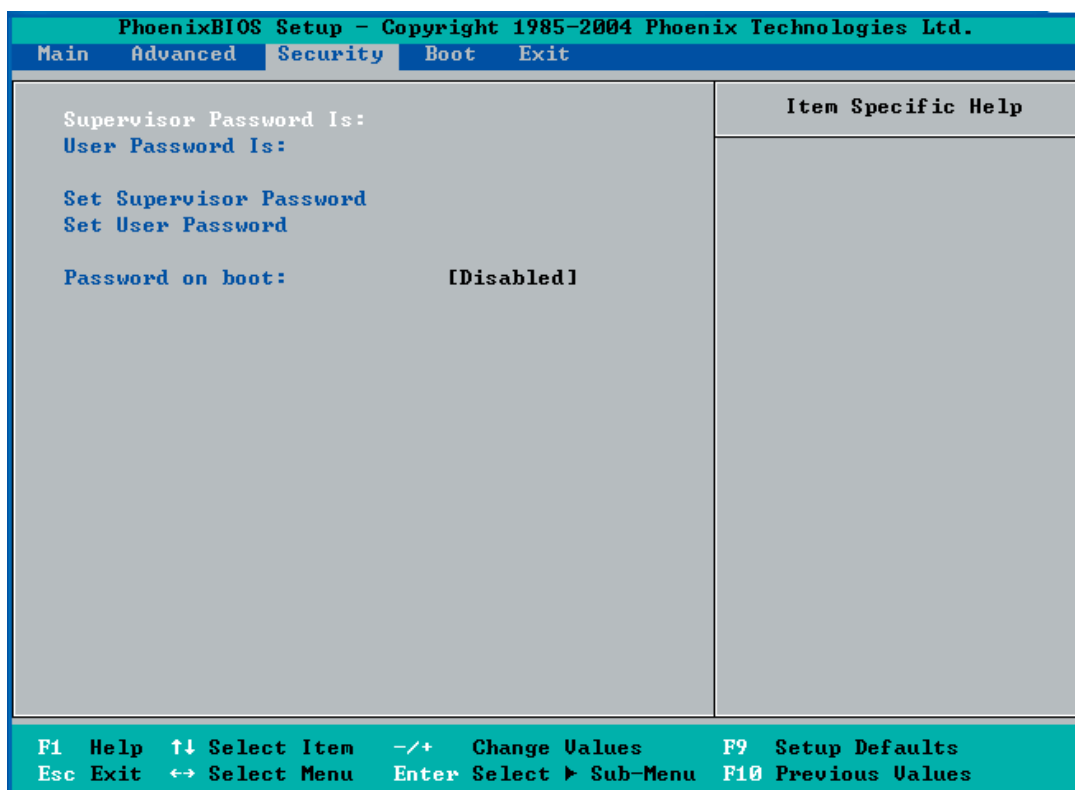 PhoenixBIOS Setup - Copyright 1985-2004 Phoenix Technologies Ltd.
Main Advanced Security Boot Exit
Item Specific Help
Supervisor Password Is:
User Password Is:
Set Supervisor Password
Set User Password
Password on boot: [Disabled]
F1 Help ↑↓ Select Item -/+ Change Values F9 Setup Defaults
Esc Exit ↔ Select Menu Enter Select ▶ Sub-Menu F10 Previous Values